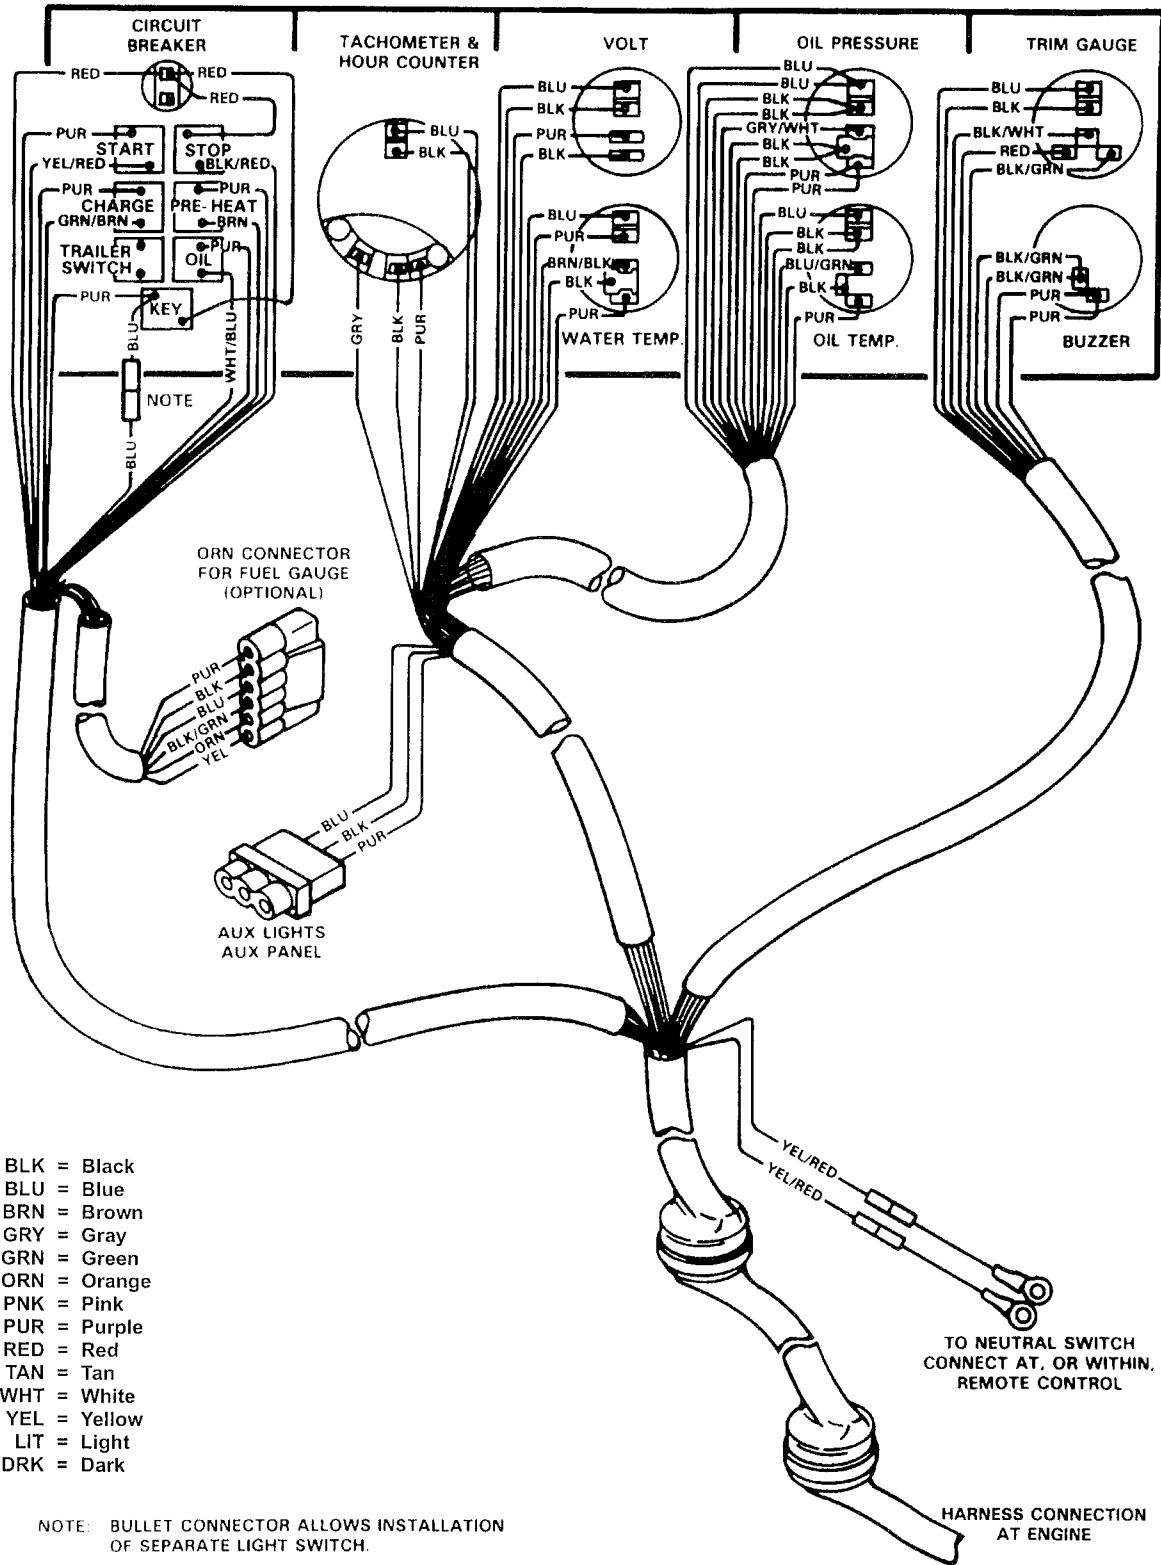 CIRCUIT
BREAKER
TACHOMETER &
HOUR COUNTER
VOLT
OIL PRESSURE
TRIM GAUGE
RED
RED
RED
PUR
START
STOP
YEL/RED
BLK/RED
PUR
PUR
CHARGE
PRE-HEAT
GRN/BRN
BRN
TRAILER
SWITCH
PUR
OIL
PUR
KEY
BLU
WHT/BLU
NOTE
BLU
BLU
BLK
GRY
BLK
PUR
BLU
BLK
PUR
BLK
BLU
PUR
BRN/BLK
BLK
PUR
WATER TEMP.
BLU
BLU
BLK
BLK
GRY/WHT
BLK
BLK
PUR
PUR
BLU
BLK
BLK
BLU/GRN
BLK
PUR
OIL TEMP.
BLU
BLK
BLK/WHT
RED
BLK/GRN
BLK/GRN
BLK/GRN
PUR
PUR
BUZZER
ORN CONNECTOR
FOR FUEL GAUGE
(OPTIONAL)
PUR
BLK
BLU
BLK/GRN
ORN
YEL
BLU
BLK
PUR
AUX LIGHTS
AUX PANEL
YEL/RED
YEL/RED
TO NEUTRAL SWITCH
CONNECT AT, OR WITHIN,
REMOTE CONTROL
BLK = Black
BLU = Blue
BRN = Brown
GRY = Gray
GRN = Green
ORN = Orange
PNK = Pink
PUR = Purple
RED = Red
TAN = Tan
WHT = White
YEL = Yellow
LIT = Light
DRK = Dark
HARNESS CONNECTION
AT ENGINE
NOTE: BULLET CONNECTOR ALLOWS INSTALLATION
OF SEPARATE LIGHT SWITCH.